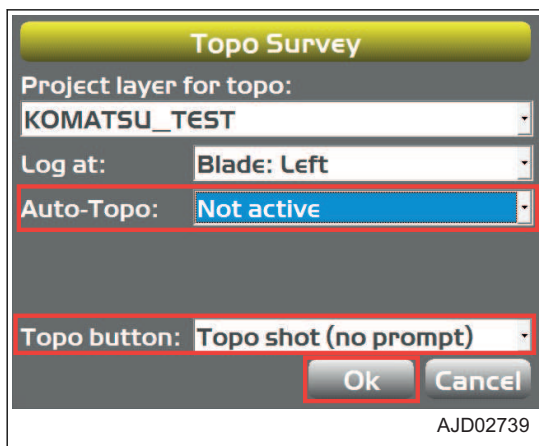 Topo Survey
Project layer for topo:
KOMATSU_TEST
Log at: Blade: Left
Auto-Topo: Not active
Topo button: Topo shot (no prompt)
Ok Cancel
AJD02739